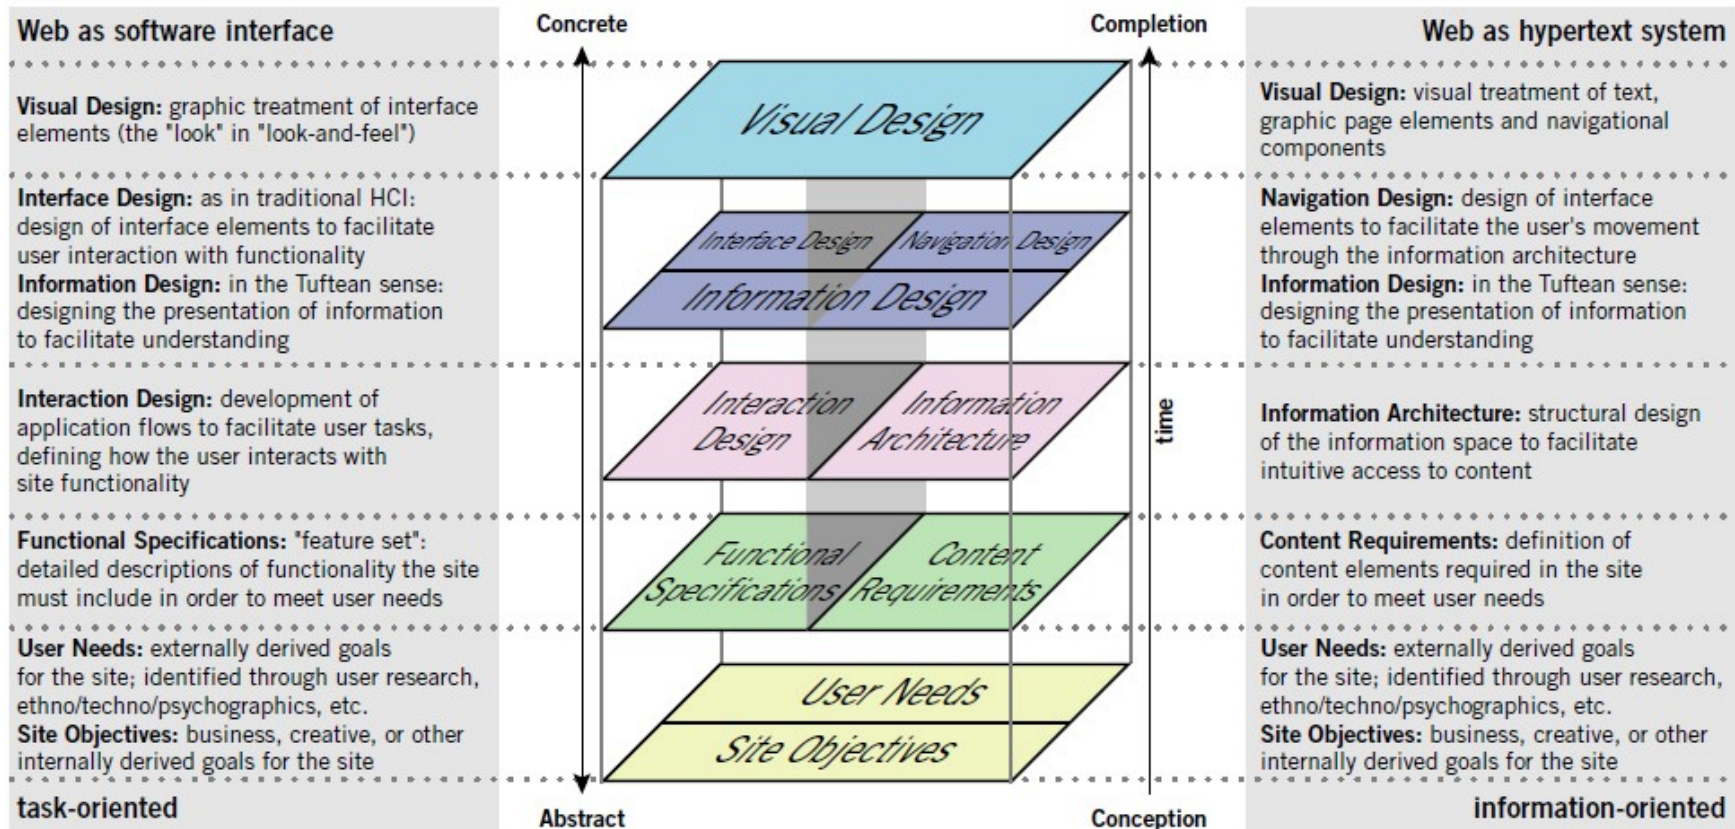 Web as software interface
Visual Design: graphic treatment of interface
elements (the "look" in "look-and-feel")
Interface Design: as in traditional HCI:
design of interface elements to facilitate
user interaction with functionality
Information Design: in the Tuftean sense:
designing the presentation of information
to facilitate understanding
Interaction Design: development of
application flows to facilitate user tasks,
defining how the user interacts with
site functionality
Functional Specifications: "feature set":
detailed descriptions of functionality the site
must include in order to meet user needs
User Needs: externally derived goals
for the site; identified through user research,
ethno/techno/psychographics, etc.
Site Objectives: business, creative, or other
internally derived goals for the site
task-oriented
Concrete
Completion
Visual Design
Interface Design
Navigation Design
Information Design
Interaction
Design
Information
Architecture
time
Functional
Specifications
Content
Requirements
User Needs
Site Objectives
Abstract
Conception
Web as hypertext system
Visual Design: visual treatment of text,
graphic page elements and navigational
components
Navigation Design: design of interface
elements to facilitate the user's movement
through the information architecture
Information Design: in the Tuftean sense:
designing the presentation of information
to facilitate understanding
Information Architecture: structural design
of the information space to facilitate
intuitive access to content
Content Requirements: definition of
content elements required in the site
in order to meet user needs
User Needs: externally derived goals
for the site; identified through user research,
ethno/techno/psychographics, etc.
Site Objectives: business, creative, or other
internally derived goals for the site
information-oriented